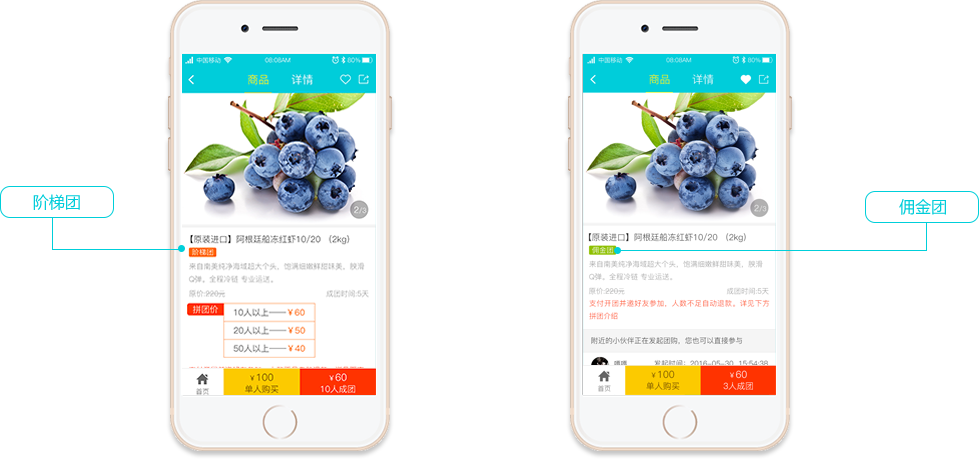 中国移动 08:08AM 80%
商品 详情
2/3
阶梯团
【原装进口】阿根廷船冻红虾10/20 (2kg)
阶梯团
来自南美纯净海域超大个头，饱满细嫩鲜甜味美，腴滑
Q弹。全程冷链 专业运送。
原价:220元 成团时间:5天
拼团价
10人以上——￥60
20人以上——￥50
50人以上——￥40
首页
￥100
单人购买
￥60
10人成团
中国移动 08:08AM 80%
商品 详情
2/3
佣金团
【原装进口】阿根廷船冻红虾10/20 (2kg)
佣金团
来自南美纯净海域超大个头，饱满细嫩鲜甜味美，腴滑
Q弹。全程冷链 专业运送。
原价:220元 成团时间:5天
支付开团并邀好友参加，人数不足自动退款，详见下方
拼团介绍
附近的小伙伴正在发起团购，您也可以直接参与
发起时间：2016-05-30 15:54:38
首页
￥100
单人购买
￥60
3人成团